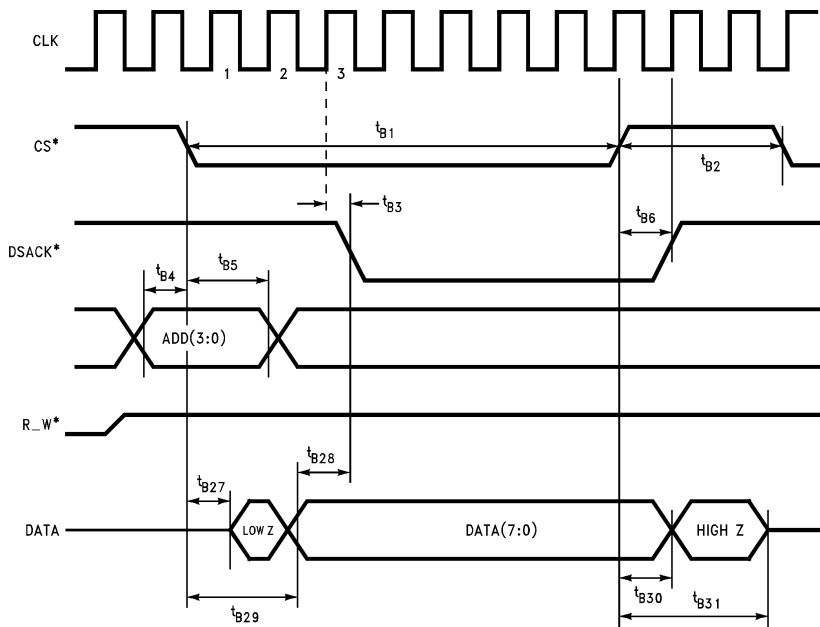 CLK
1 2 3
tB1
CS*
tB2
tB3
tB6
DSACK*
tB4 tB5
ADD(3:0)
R_W*
tB28
tB27
DATA LOW Z DATA(7:0) HIGH Z
tB29 tB30 tB31